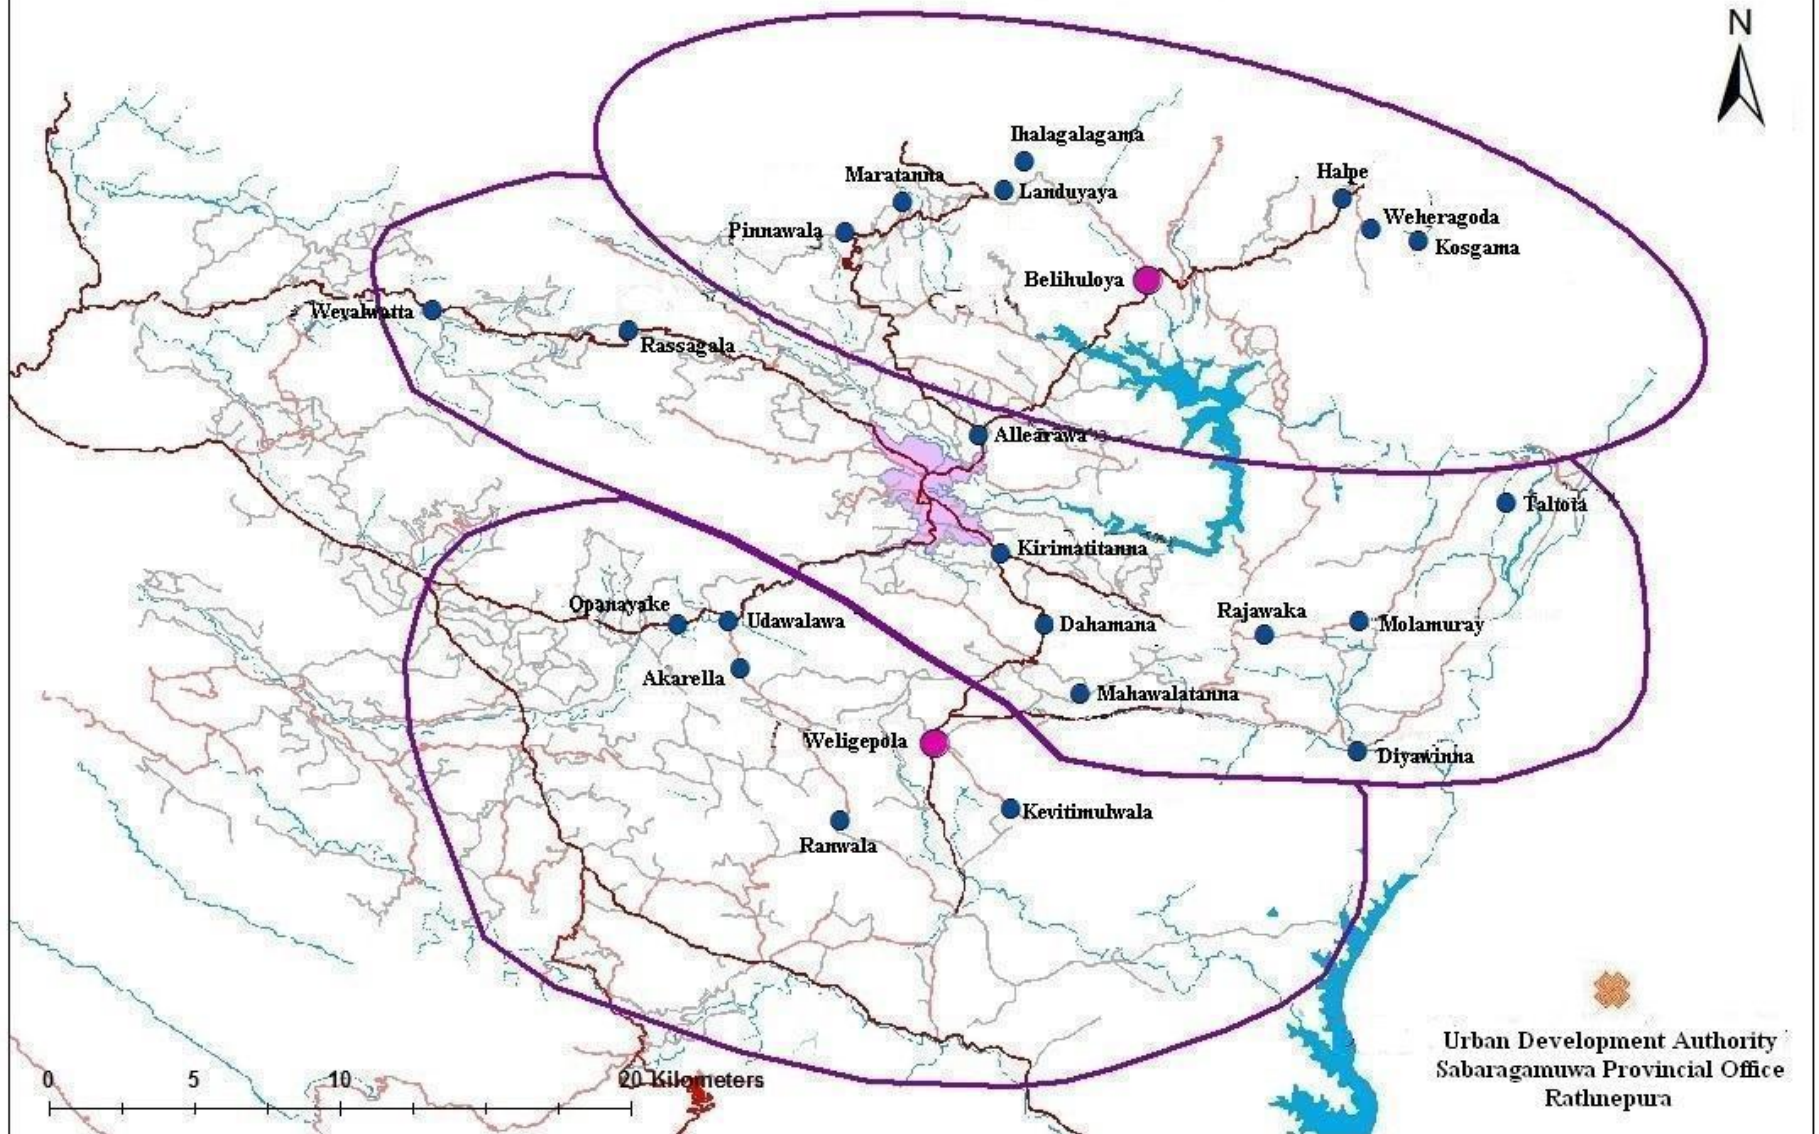 N
Ihalagalagama
Maratanna
Landuyaya
Halpe
Weheragoda
Kosgama
Pinnawala
Belihuloya
Weyalwatta
Rassagala
Allearawa
Taltota
Kirimatitanna
Opanayake
Udawalawa
Dahamana
Rajawaka
Molamuray
Akarella
Mahawalatanna
Weligepola
Diyawinna
Kevitimulwala
Ranwala
Urban Development Authority
Sabaragamuwa Provincial Office
Rathnepura
0 5 10 20 Kilometers